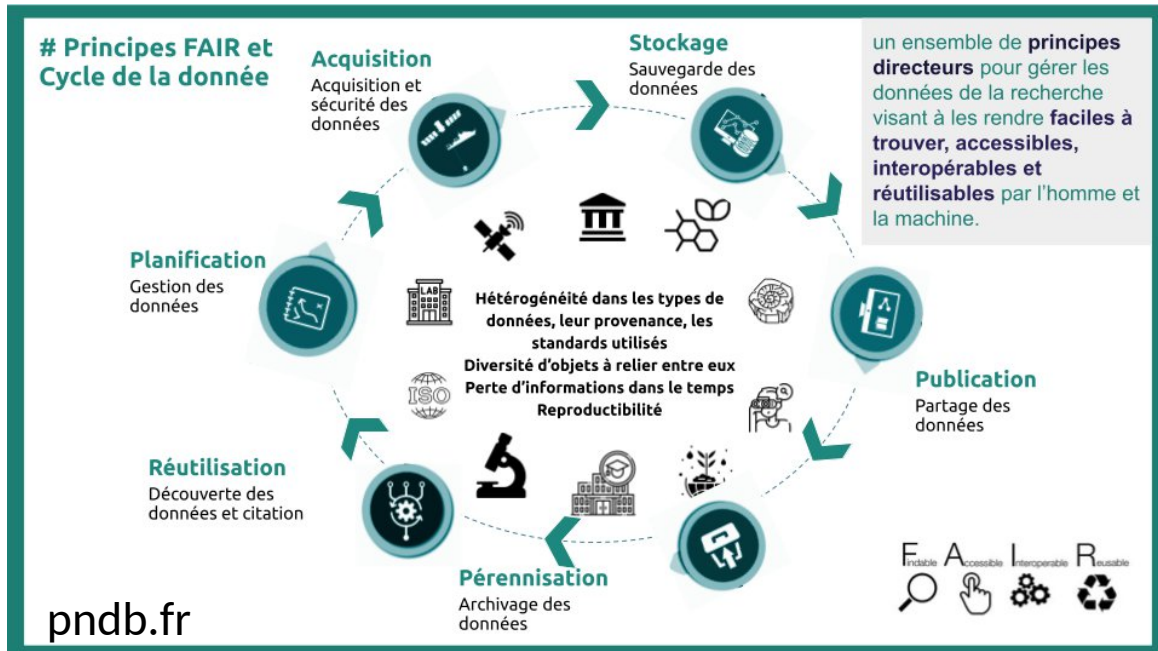 # Principes FAIR et
Cycle de la donnée
Acquisition
Acquisition et
sécurité des
données
Stockage
Sauvegarde des
données
un ensemble de principes
directeurs pour gérer les
données de la recherche
visant à les rendre faciles à
trouver, accessibles,
interopérables et
réutilisables par l'homme et
la machine.
Planification
Gestion des
données
LAB
Hétérogénéité dans les types de
données, leur provenance, les
standards utilisés
Diversité d'objets à relier entre eux
Perte d'informations dans le temps
Reproductibilité
ISO
Publication
Partage des
données
Réutilisation
Découverte des
données et citation
Pérennisation
Archivage des
données
Findable Accessible Interoperable Reusable
pndb.fr